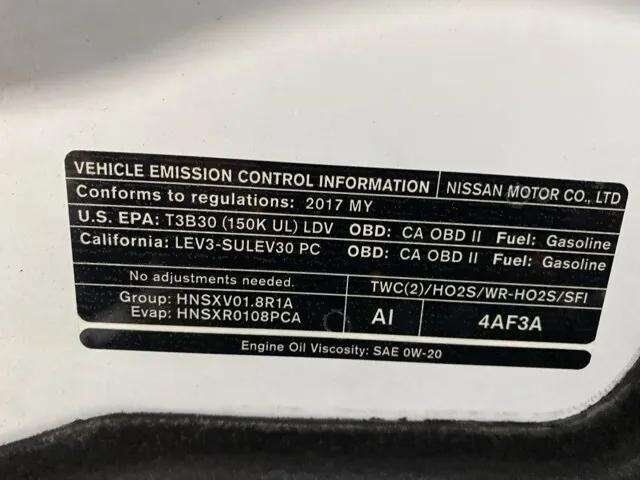 VEHICLE EMISSION CONTROL INFORMATION NISSAN MOTOR CO., LTD
Conforms to regulations: 2017 MY
U.S. EPA: T3B30 (150K UL) LDV OBD: CA OBD II Fuel: Gasoline
California: LEV3-SULEV30 PC OBD: CA OBD II Fuel: Gasoline
No adjustments needed. TWC(2)/HO2S/WR-HO2S/SFI
Group: HNSXV01.8R1A
Evap: HNSXR0108PCA AI 4AF3A
Engine Oil Viscosity: SAE 0W-20